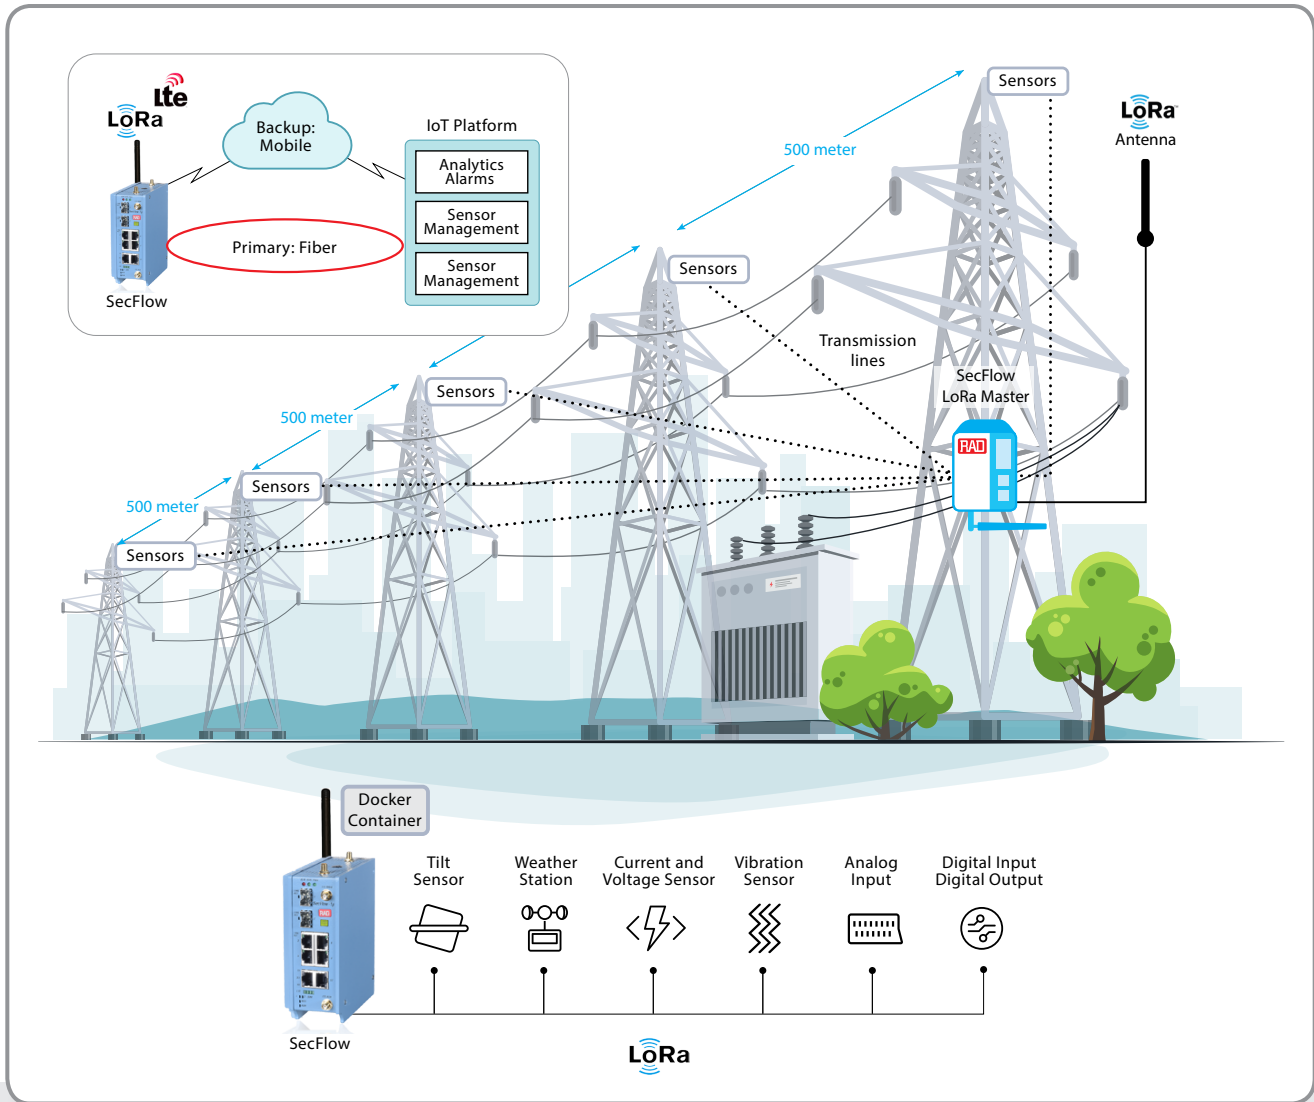 LoRa
Lte
Backup:
Mobile
IoT Platform
Analytics
Alarms
Sensor
Management
Sensor
Management
Primary: Fiber
SecFlow
Sensors
500 meter
LoRa™
Antenna
Sensors
Transmission
lines
SecFlow
LoRa Master
RAD
Sensors
500 meter
Sensors
500 meter
Sensors
Docker
Container
RAD
SecFlow
Tilt
Sensor
Weather
Station
Current and
Voltage Sensor
Vibration
Sensor
Analog
Input
Digital Input
Digital Output
LoRa